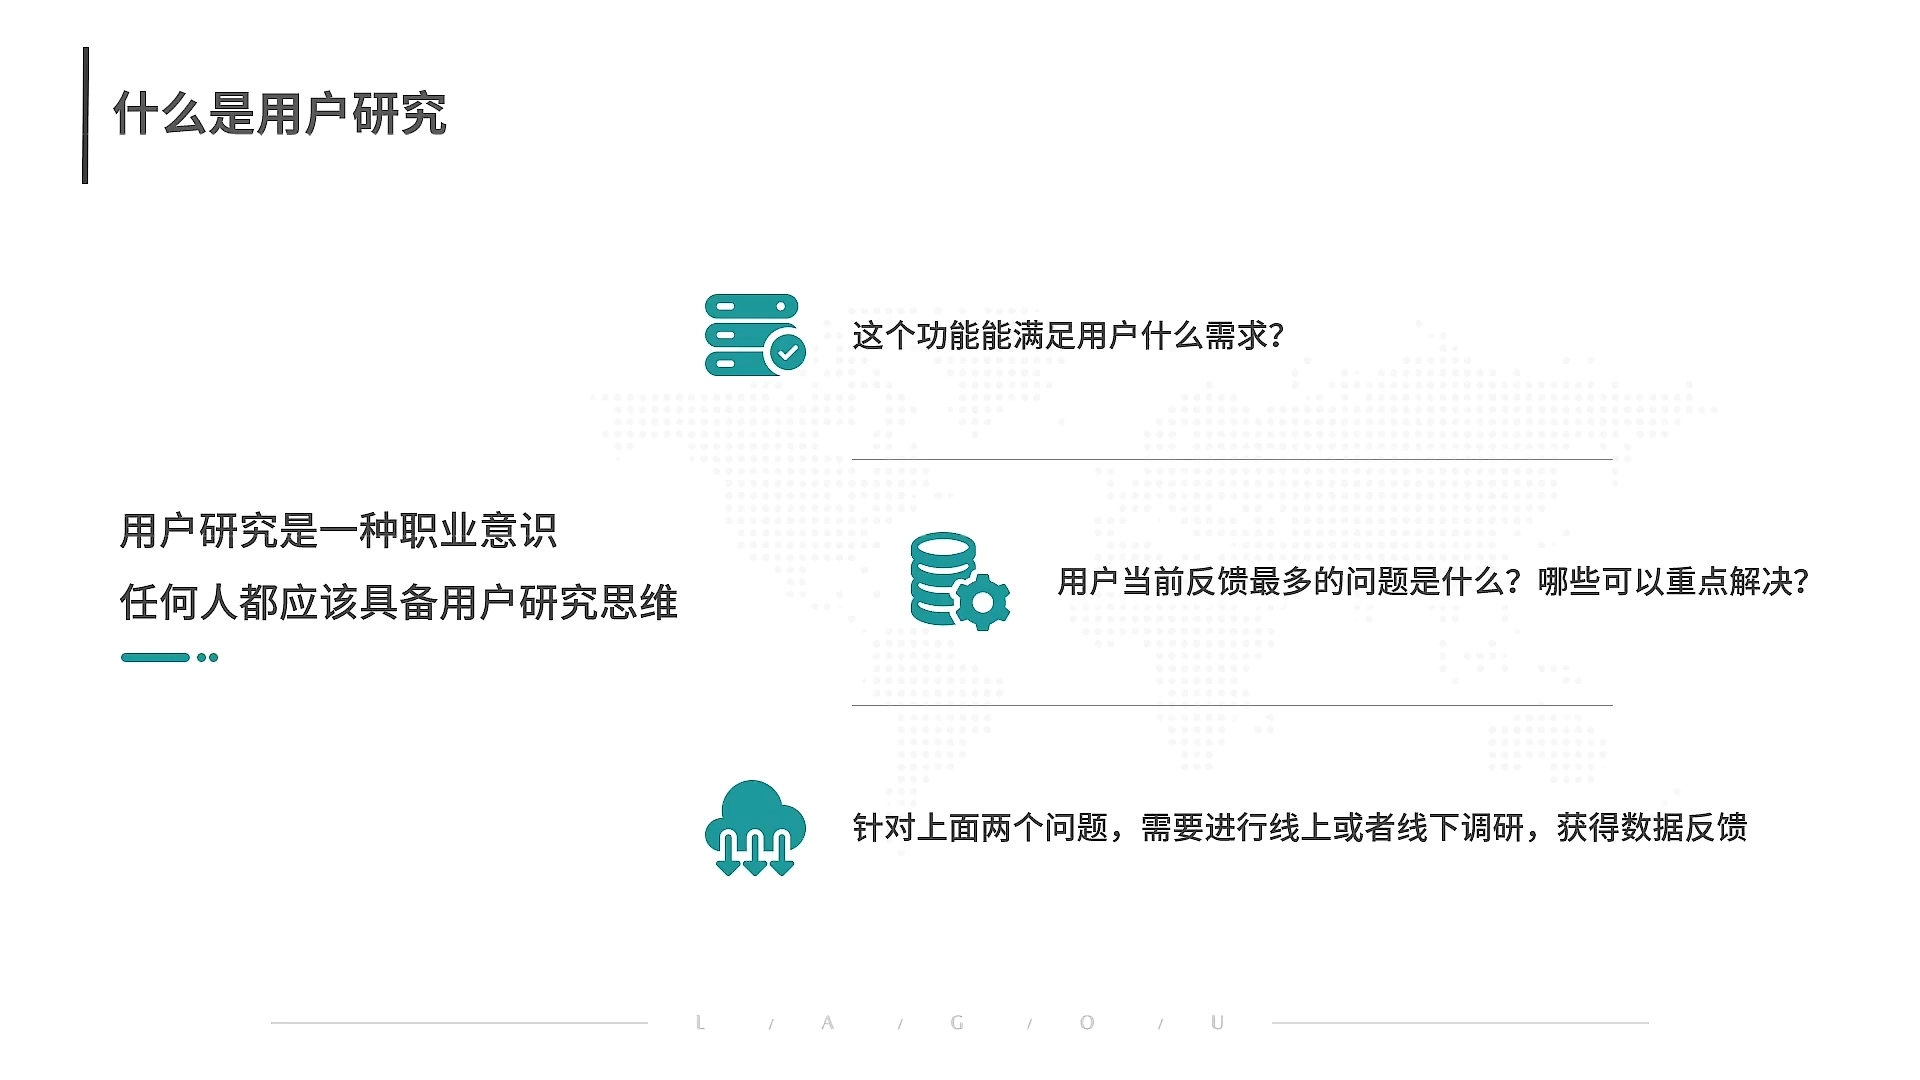 什么是用户研究
用户研究是一种职业意识
任何人都应该具备用户研究思维
这个功能能满足用户什么需求？
用户当前反馈最多的问题是什么？哪些可以重点解决？
针对上面两个问题，需要进行线上或者线下调研，获得数据反馈
L / A / G / O / U